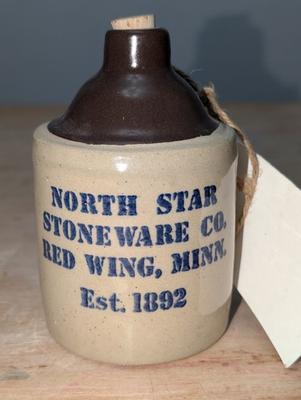 NORTH STAR
STONEWARE CO.
RED WING, MINN.
Est. 1892